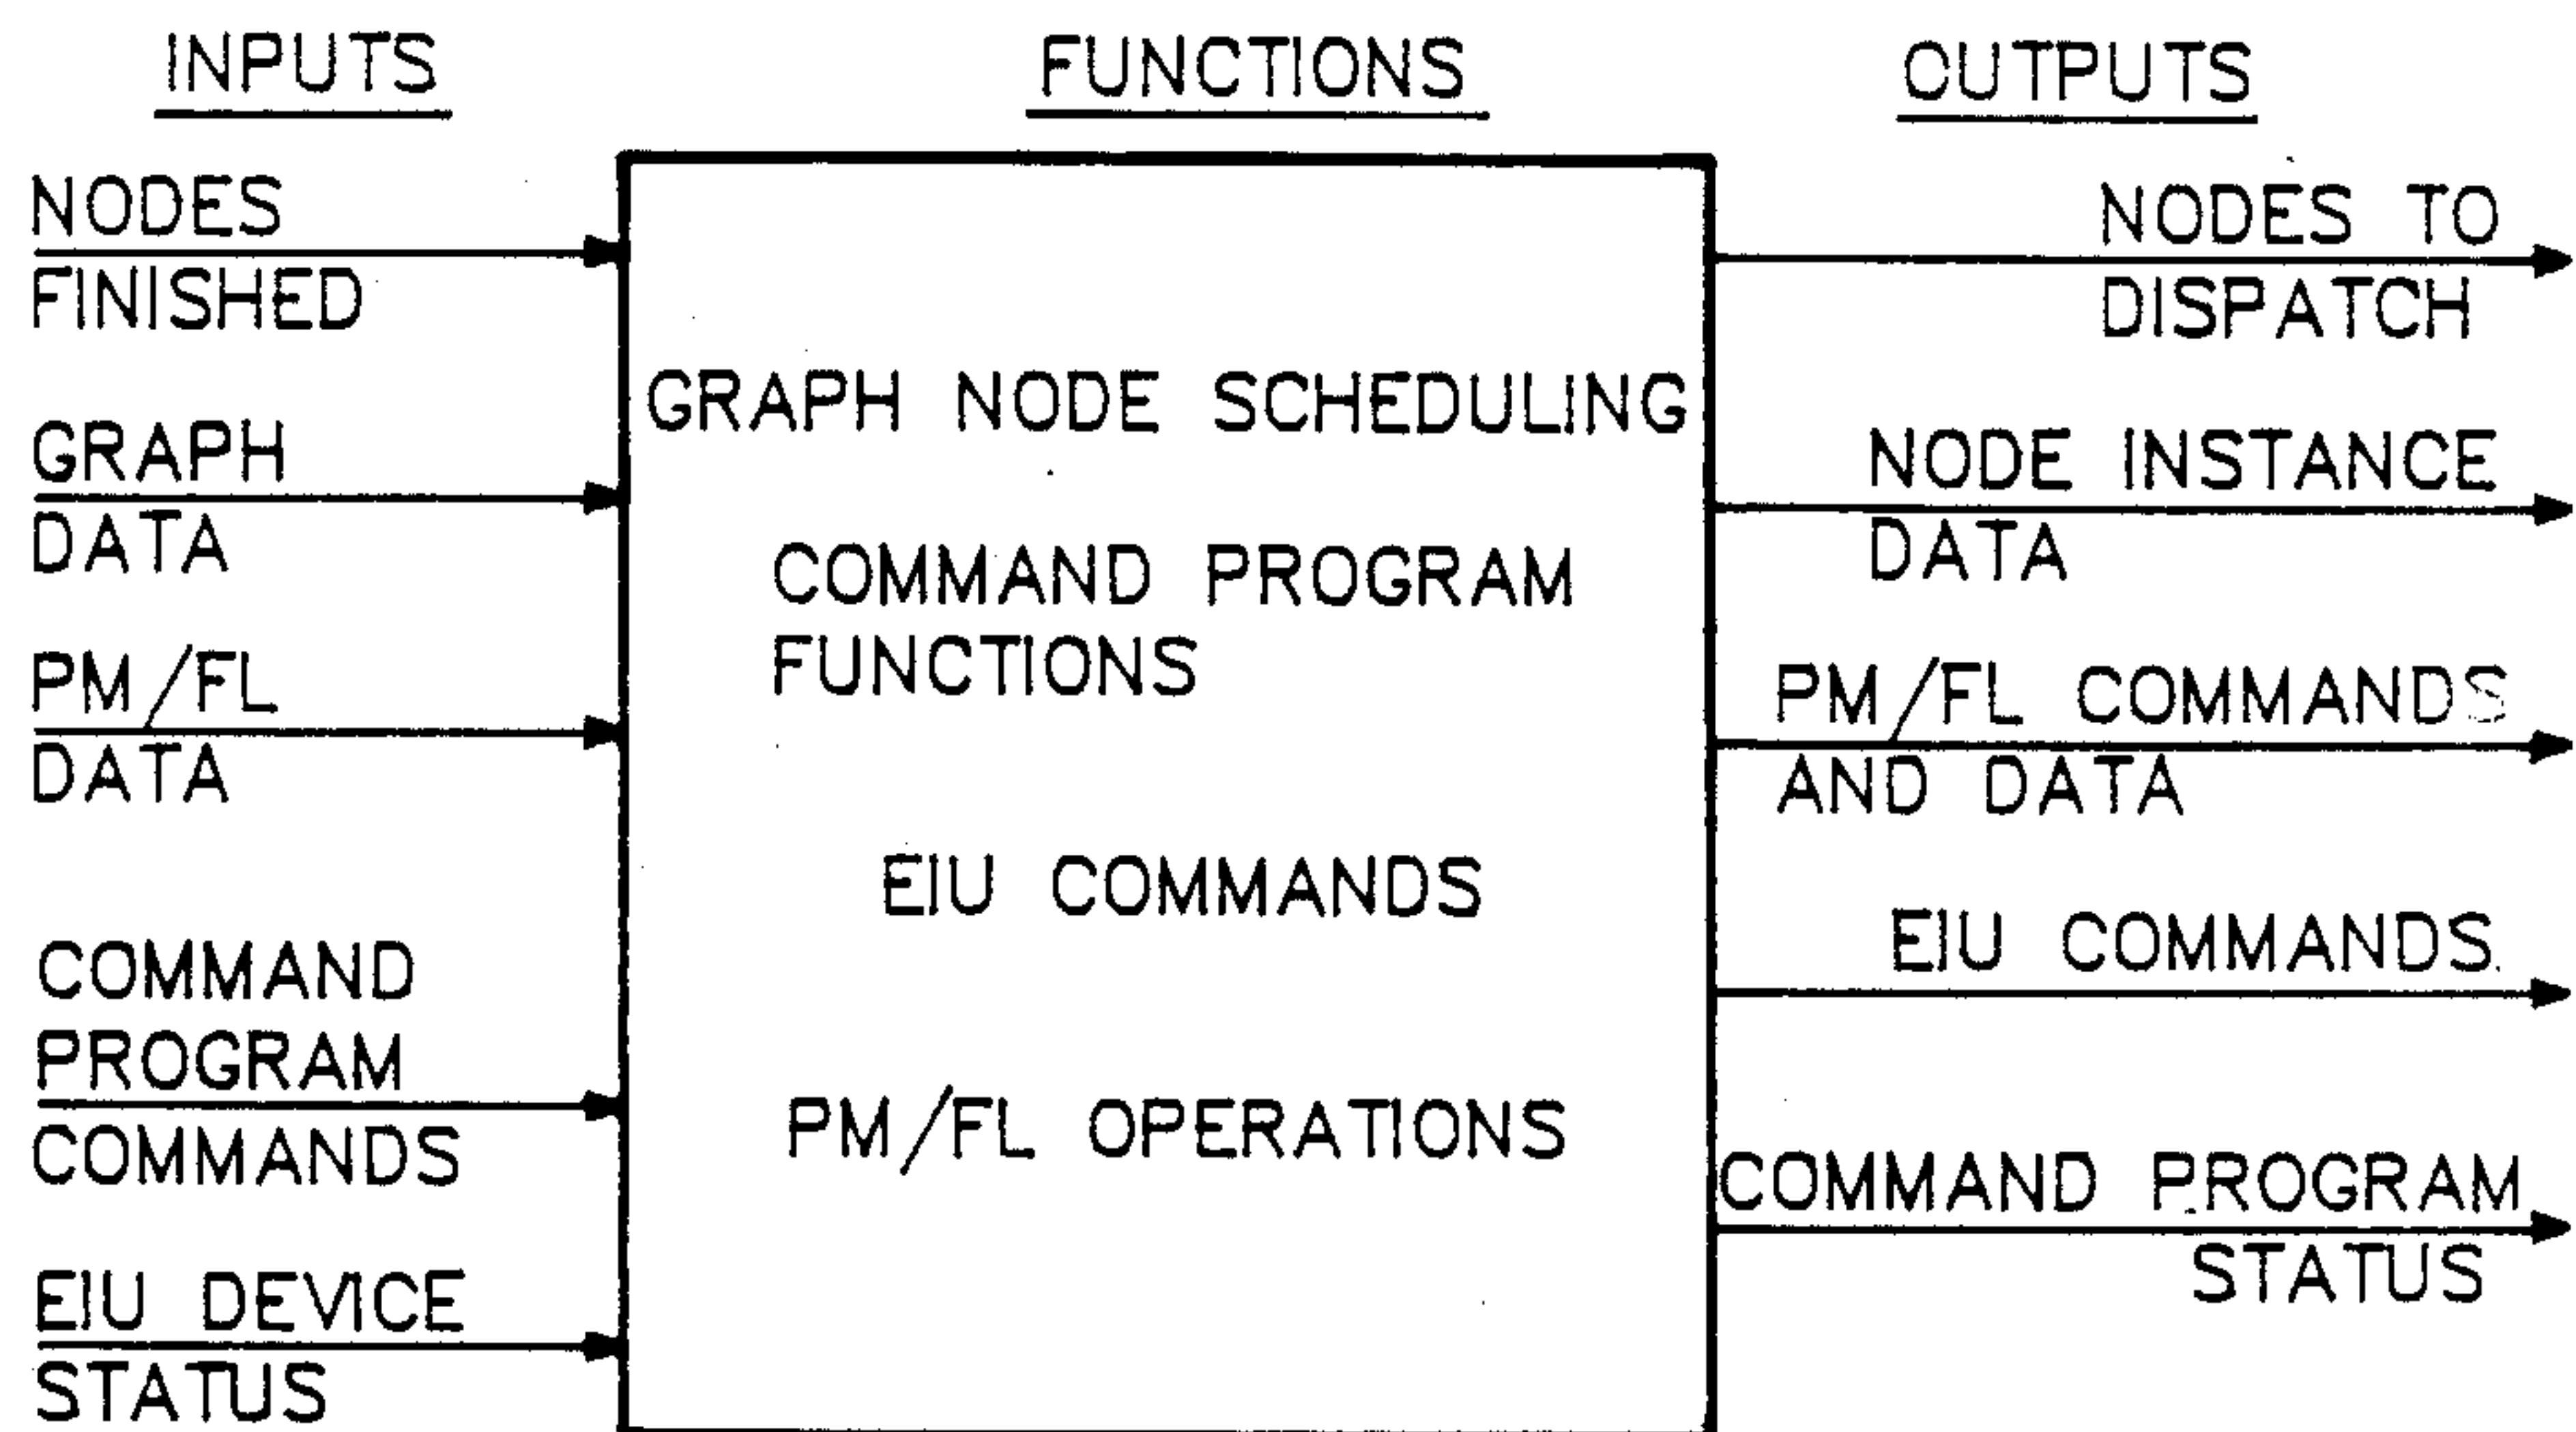 INPUTS
FUNCTIONS
OUTPUTS
NODES
FINISHED
GRAPH
DATA
PM/FL
DATA
COMMAND
PROGRAM
COMMANDS
EIU DEVICE
STATUS
GRAPH NODE SCHEDULING
COMMAND PROGRAM
FUNCTIONS
EIU COMMANDS
PM/FL OPERATIONS
NODES TO
DISPATCH
NODE INSTANCE
DATA
PM/FL COMMANDS
AND DATA
EIU COMMANDS
COMMAND PROGRAM
STATUS